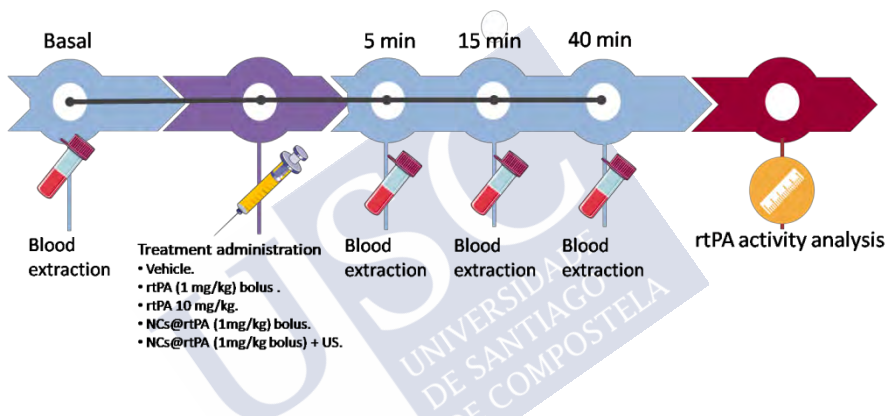 Basal
5 min
15 min
40 min
Blood
extraction
Treatment administration
• Vehicle.
• rtPA (1 mg/kg) bolus .
• rtPA 10 mg/kg.
• NCs@rtPA (1mg/kg) bolus.
• NCs@rtPA (1mg/kg bolus) + US.
Blood
extraction
Blood
extraction
Blood
extraction
rtPA activity analysis
USC
UNIVERSIDADE
DE SANTIAGO
DE COMPOSTELA